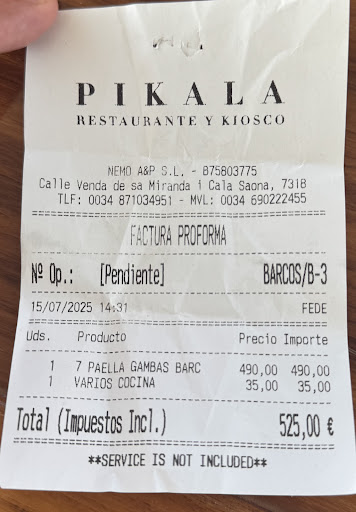 PIKALA
RESTAURANTE Y KIOSCO
NEMO A&P S.L. - B75803775
Calle Venda de sa Miranda i Cala Saona, 7318
TLF: 0034 871034951 - MVL: 0034 690222455
FACTURA PROFORMA
Nº Op.: [Pendiente] BARCOS/B-3
15/07/2025 14:31 FEDE
Uds. Producto Precio Importe
1 7 PAELLA GAMBAS BARC 490,00 490,00
1 VARIOS COCINA 35,00 35,00
Total (Impuestos Incl.) 525,00 €
**SERVICE IS NOT INCLUDED**